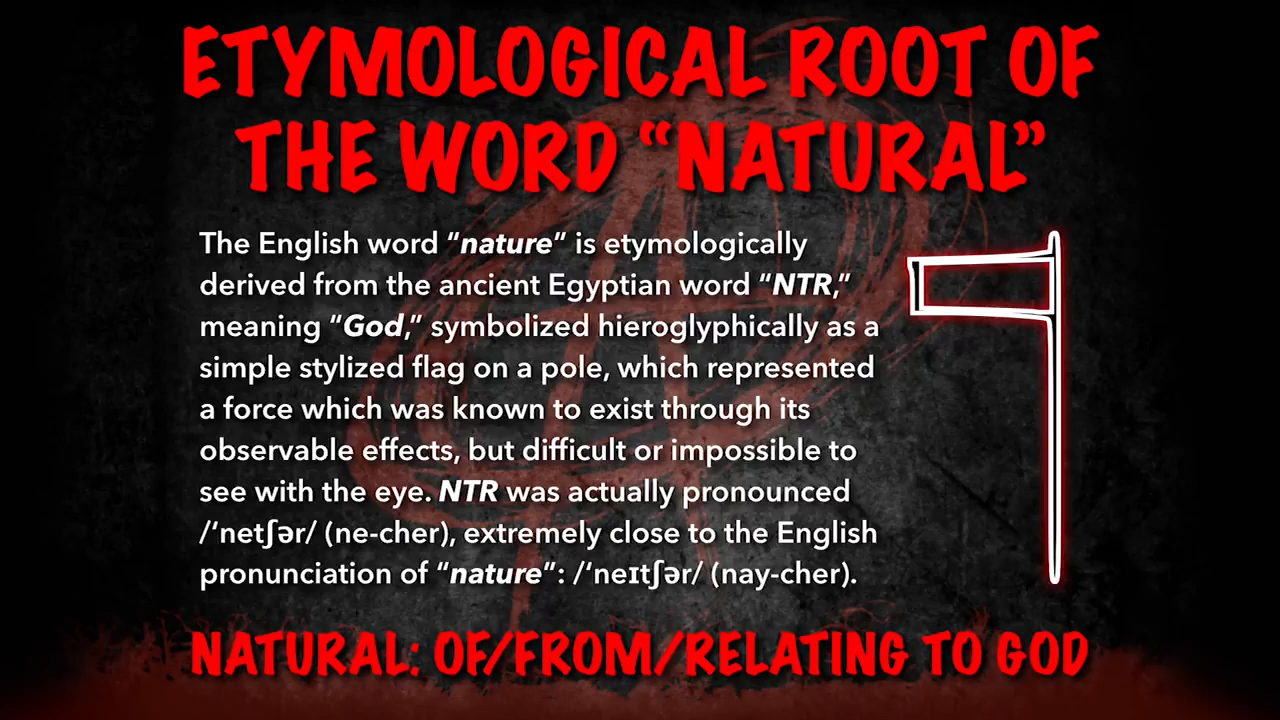 ETYMOLOGICAL ROOT OF
THE WORD “NATURAL”
The English word “nature” is etymologically
derived from the ancient Egyptian word “NTR,”
meaning “God,” symbolized hieroglyphically as a
simple stylized flag on a pole, which represented
a force which was known to exist through its
observable effects, but difficult or impossible to
see with the eye. NTR was actually pronounced
/‘netʃər/ (ne-cher), extremely close to the English
pronunciation of “nature”: /‘neɪtʃər/ (nay-cher).
NATURAL: OF/FROM/RELATING TO GOD